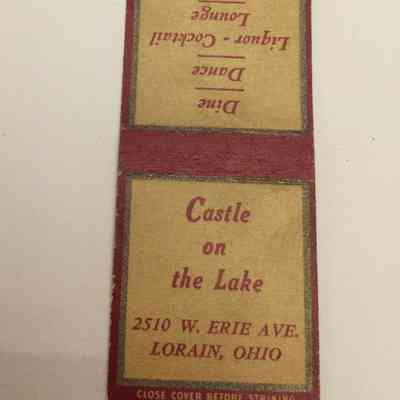 Dine
Dance
Liquor - Cocktail
Lounge
Castle
on
the Lake
2510 W. ERIE AVE.
LORAIN, OHIO
CLOSE COVER BEFORE STRIKING